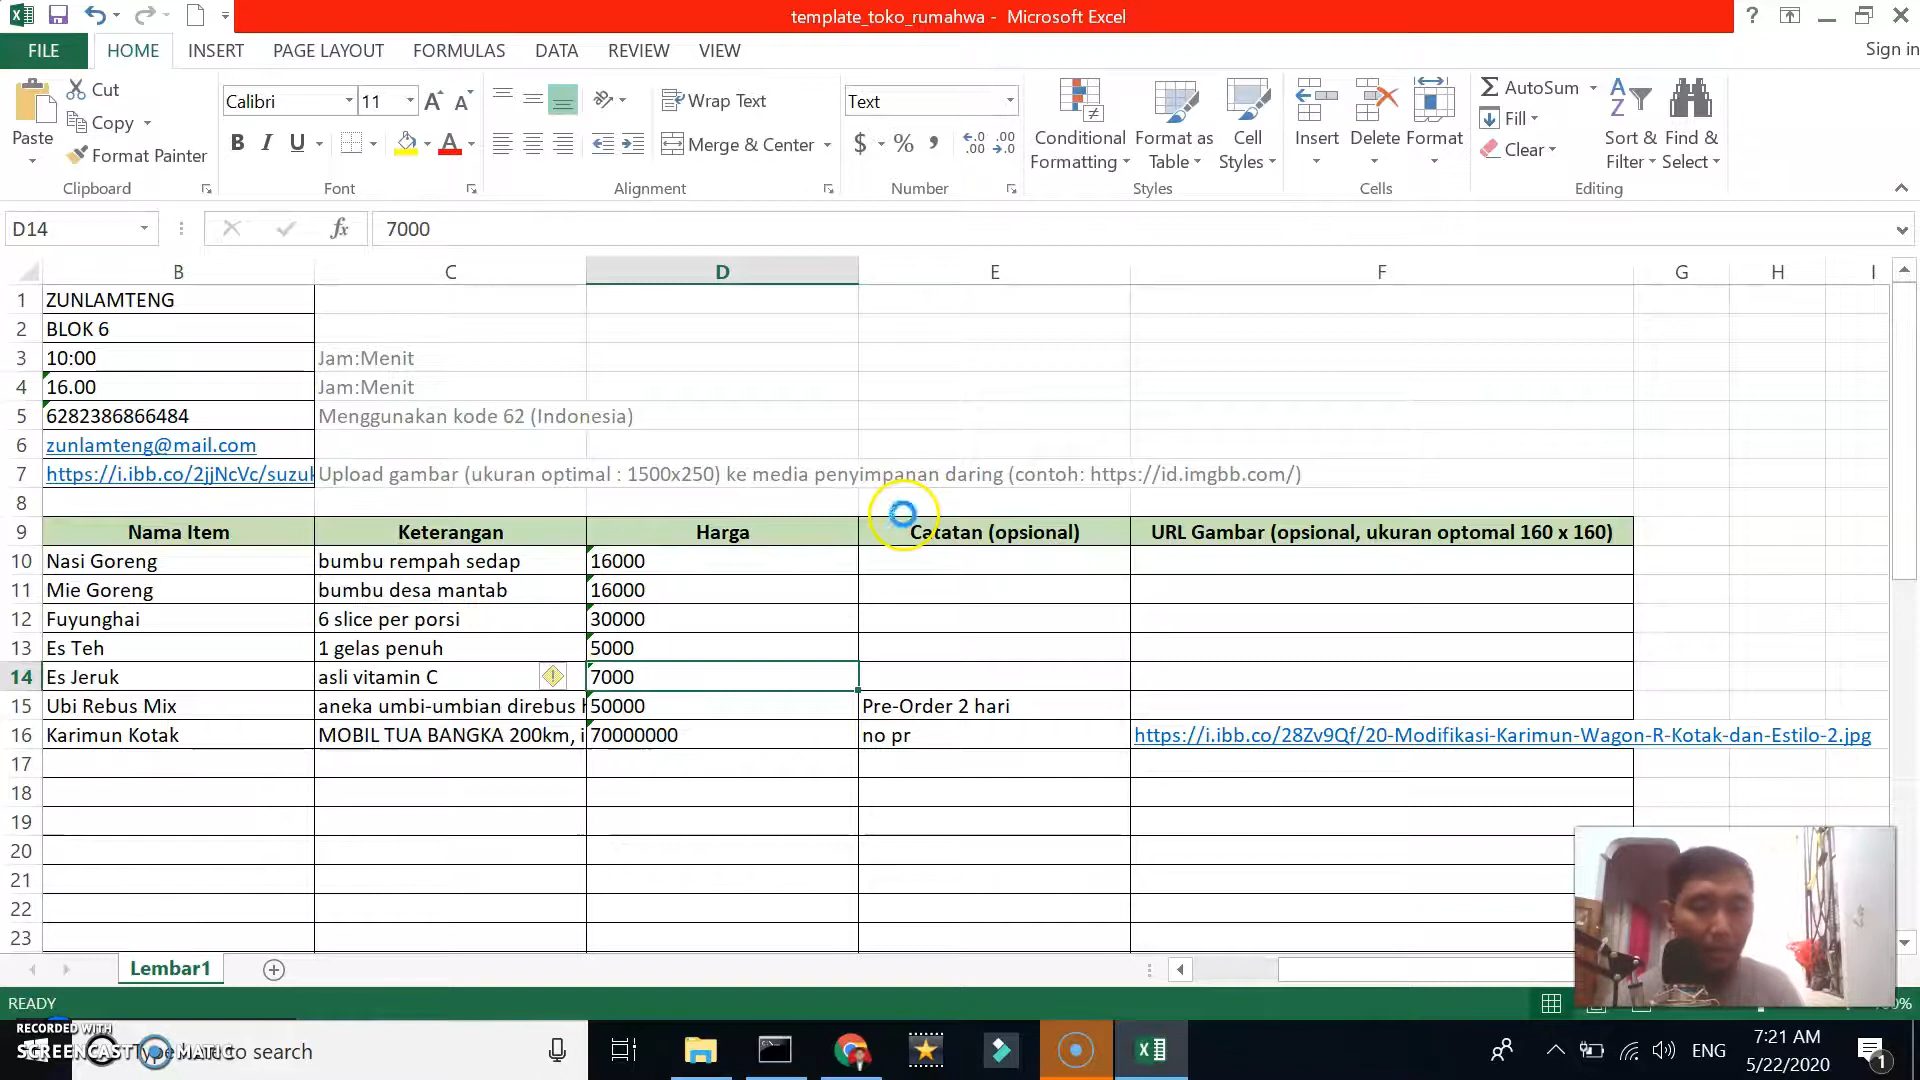 template_toko_rumahwa - Microsoft Excel
FILE HOME INSERT PAGE LAYOUT FORMULAS DATA REVIEW VIEW Sign in
Paste
Cut
Copy
Format Painter
Clipboard
Calibri 11
B I U
Font
Wrap Text
Merge & Center
Alignment
Text
$ % ,
Number
Conditional Formatting
Format as Table
Cell Styles
Styles
Insert
Delete
Format
Cells
AutoSum
Fill
Clear
Sort & Filter
Find & Select
Editing
D14 fx 7000
B C D E F G H I
1 ZUNLAMTENG
2 BLOK 6
3 10:00 Jam:Menit
4 16.00 Jam:Menit
5 6282386866484 Menggunakan kode 62 (Indonesia)
6 zunlamteng@mail.com
7 https://i.ibb.co/2jjNcVc/suzuk Upload gambar (ukuran optimal : 1500x250) ke media penyimpanan daring (contoh: https://id.imgbb.com/)
8
9 Nama Item Keterangan Harga Catatan (opsional) URL Gambar (opsional, ukuran optomal 160 x 160)
10 Nasi Goreng bumbu rempah sedap 16000
11 Mie Goreng bumbu desa mantab 16000
12 Fuyunghai 6 slice per porsi 30000
13 Es Teh 1 gelas penuh 5000
14 Es Jeruk asli vitamin C 7000
15 Ubi Rebus Mix aneka umbi-umbian direbus 50000 Pre-Order 2 hari
16 Karimun Kotak MOBIL TUA BANGKA 200km, i 70000000 no pr https://i.ibb.co/28Zv9Qf/20-Modifikasi-Karimun-Wagon-R-Kotak-dan-Estilo-2.jpg
17
18
19
20
21
22
23
Lembar1
READY
RECORDED WITH
SCREENCAST MATIC
Type to search
ENG
7:21 AM
5/22/2020
1